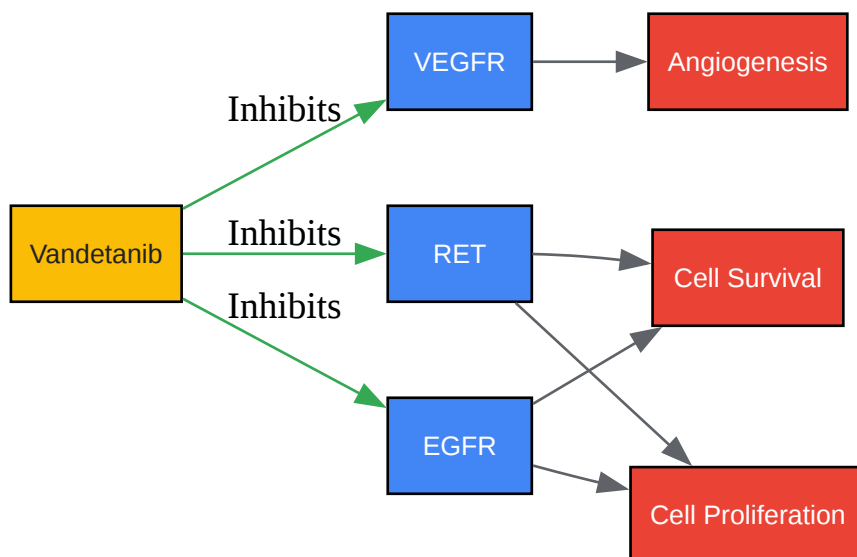 VEGFR
Angiogenesis
Inhibits
Vandetanib
Inhibits
RET
Cell Survival
Inhibits
EGFR
Cell Proliferation